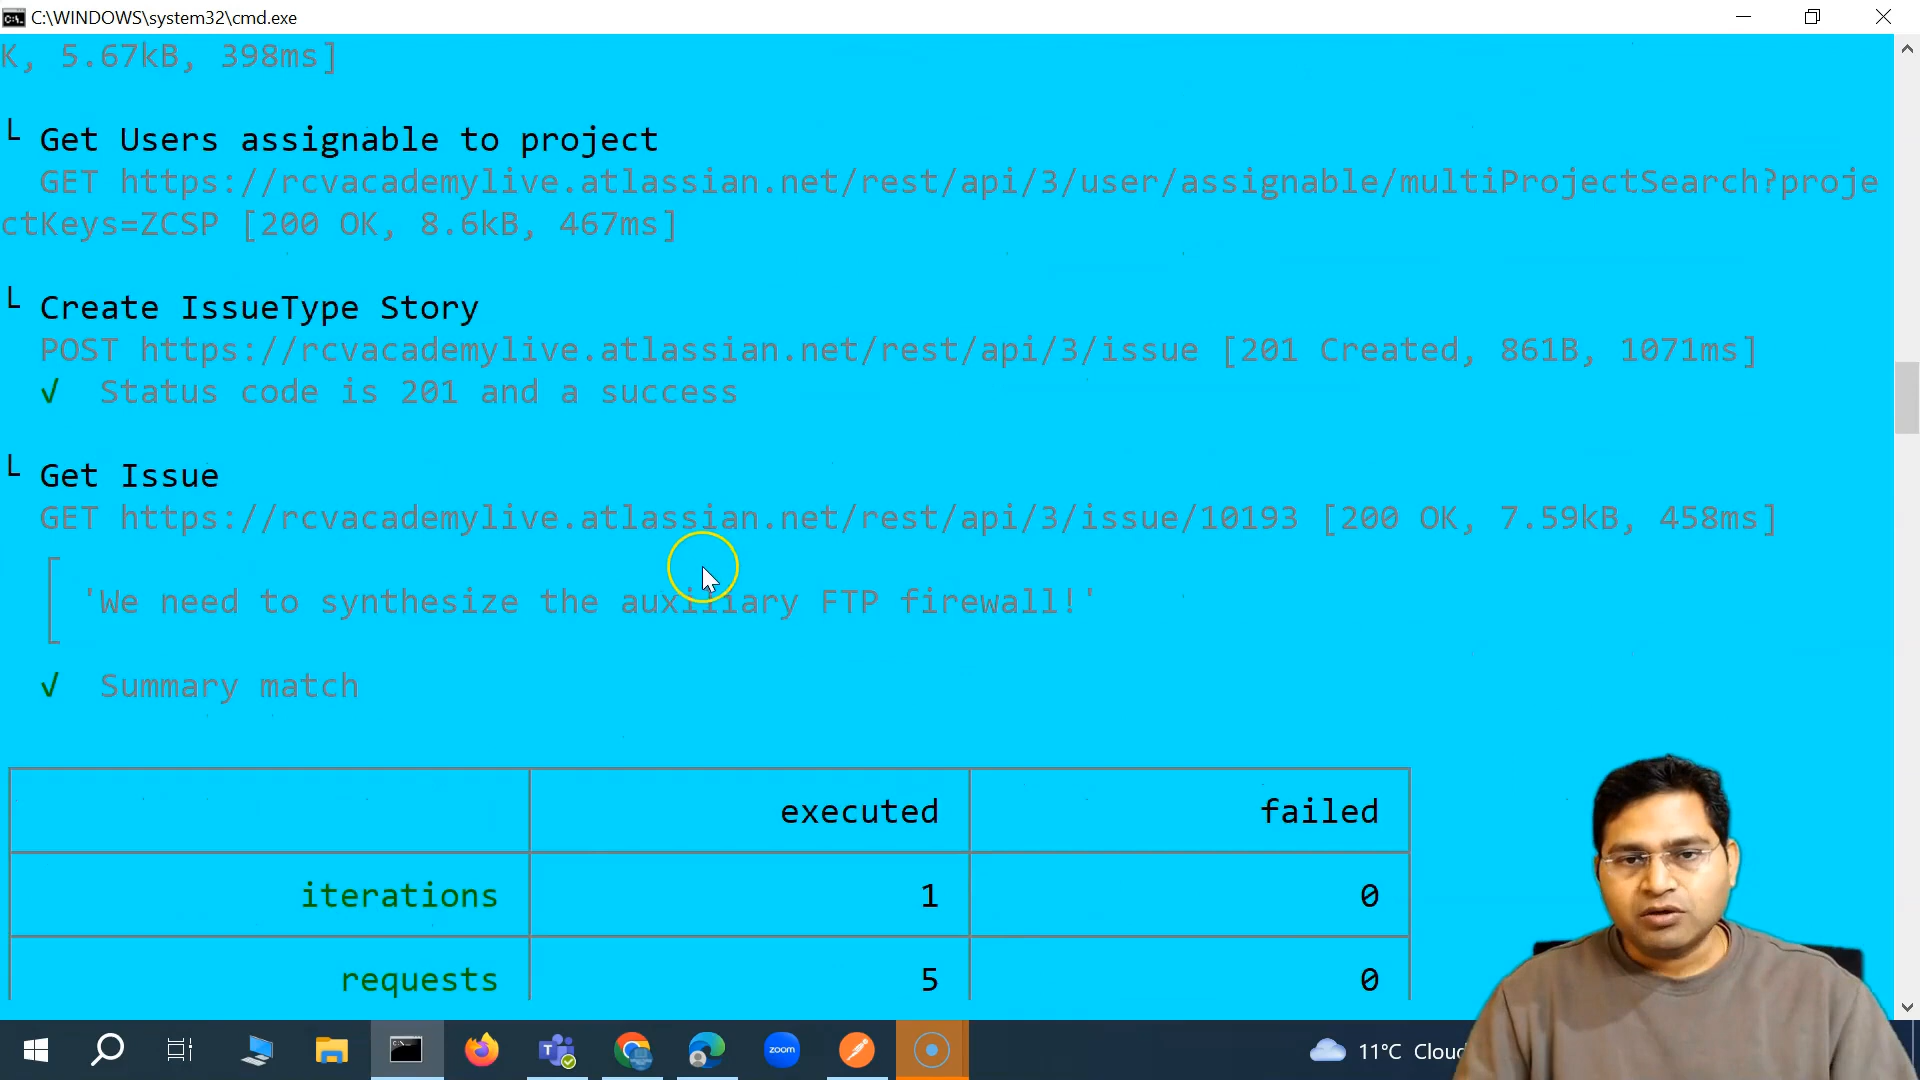 C:\WINDOWS\system32\cmd.exe
K, 5.67kB, 398ms]
└ Get Users assignable to project
GET https://rcvacademylive.atlassian.net/rest/api/3/user/assignable/multiProjectSearch?proje
ctKeys=ZCSP [200 OK, 8.6kB, 467ms]
└ Create IssueType Story
POST https://rcvacademylive.atlassian.net/rest/api/3/issue [201 Created, 861B, 1071ms]
√ Status code is 201 and a success
└ Get Issue
GET https://rcvacademylive.atlassian.net/rest/api/3/issue/10193 [200 OK, 7.59kB, 458ms]
'We need to synthesize the auxiliary FTP firewall!'
√ Summary match
executed failed
iterations 1 0
requests 5 0
zoom
11°C